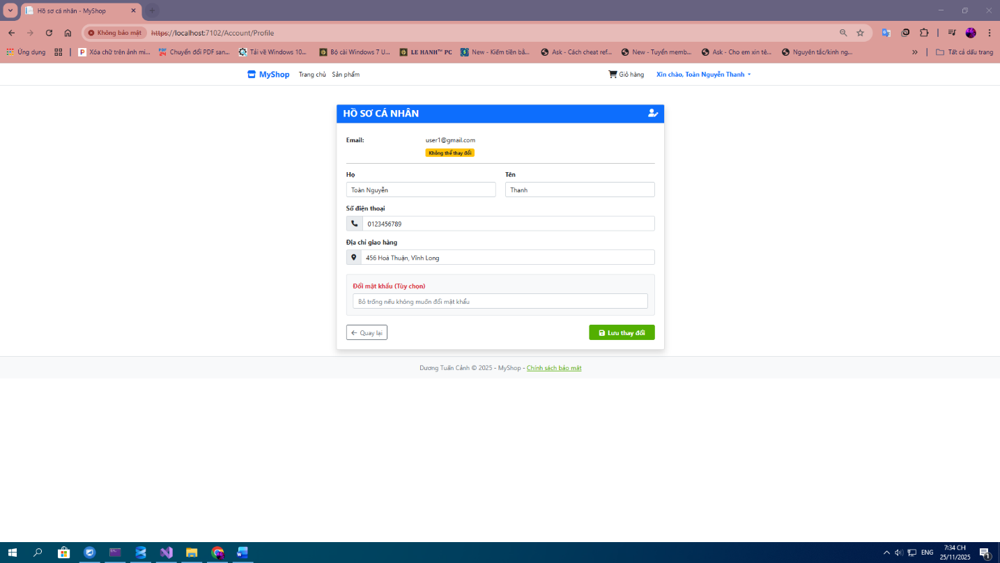 Hồ sơ cá nhân - MyShop
Không bảo mật https://localhost:7102/Account/Profile
Ứng dụng Xóa chữ trên ảnh mi... Chuyển đổi PDF san... Tải về Windows 10... Bộ cài Windows 7 U... LE HANH™ PC New - Kiếm tiền bằ... Ask - Cách cheat ref... New - Tuyển memb... Ask - Cho em xin tê... Nguyên tắc/kinh ng... » Tất cả dấu trang
MyShop Trang chủ Sản phẩm Giỏ hàng Xin chào, Toàn Nguyễn Thanh
HỒ SƠ CÁ NHÂN
Email: user1@gmail.com
Không thể thay đổi
Họ Tên
Toàn Nguyễn Thanh
Số điện thoại
0123456789
Địa chỉ giao hàng
456 Hoà Thuận, Vĩnh Long
Đổi mật khẩu (Tùy chọn)
Bỏ trống nếu không muốn đổi mật khẩu
Quay lại Lưu thay đổi
Dương Tuấn Cảnh © 2025 - MyShop - Chính sách bảo mật
ENG 7:34 CH
25/11/2025 1